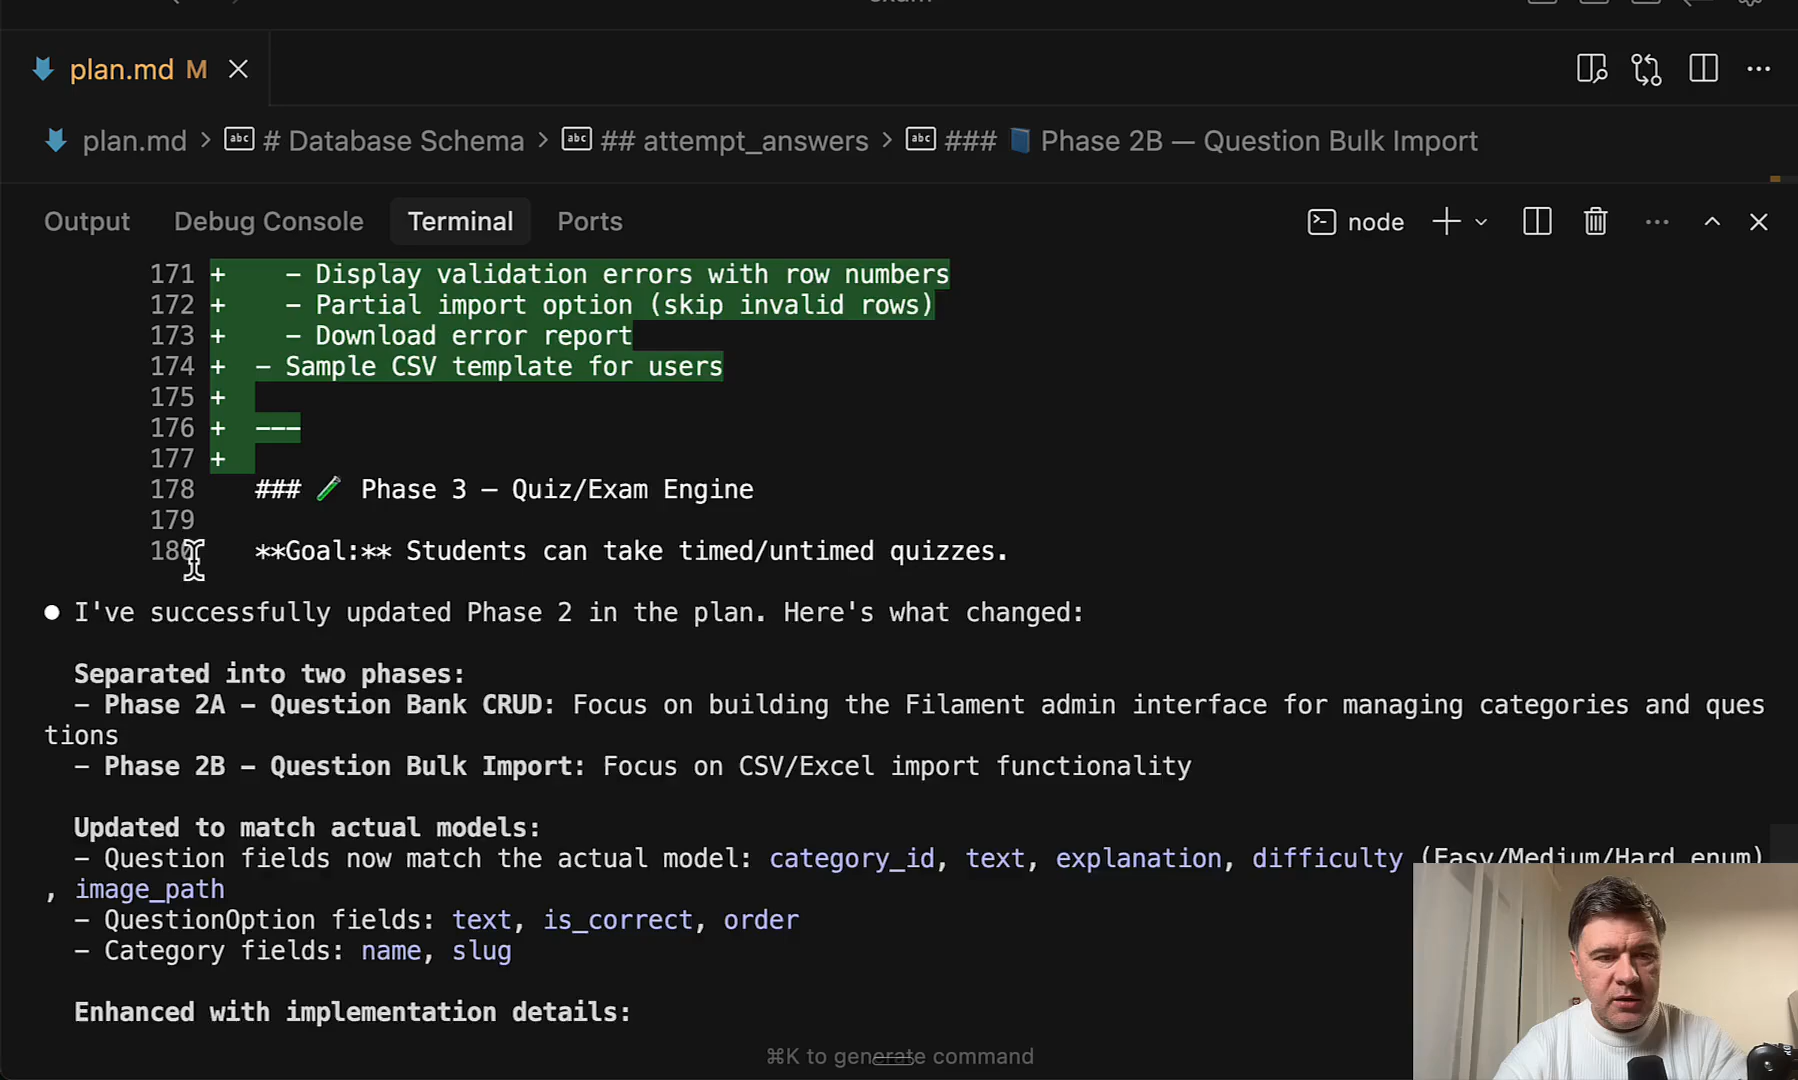 plan.md M
plan.md > # Database Schema > ## attempt_answers > ### 📘 Phase 2B — Question Bulk Import
Output Debug Console Terminal Ports node
171 + - Display validation errors with row numbers
172 + - Partial import option (skip invalid rows)
173 + - Download error report
174 + - Sample CSV template for users
175 +
176 + ---
177 +
178 ### 🧪 Phase 3 — Quiz/Exam Engine
179
180 **Goal:** Students can take timed/untimed quizzes.
● I've successfully updated Phase 2 in the plan. Here's what changed:
Separated into two phases:
- Phase 2A - Question Bank CRUD: Focus on building the Filament admin interface for managing categories and ques
tions
- Phase 2B - Question Bulk Import: Focus on CSV/Excel import functionality
Updated to match actual models:
- Question fields now match the actual model: category_id, text, explanation, difficulty (Easy/Medium/Hard enum)
, image_path
- QuestionOption fields: text, is_correct, order
- Category fields: name, slug
Enhanced with implementation details:
⌘K to generate command